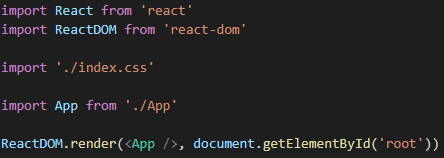 import React from 'react'
import ReactDOM from 'react-dom'
import './index.css'
import App from './App'
ReactDOM.render(<App />, document.getElementById('root'))